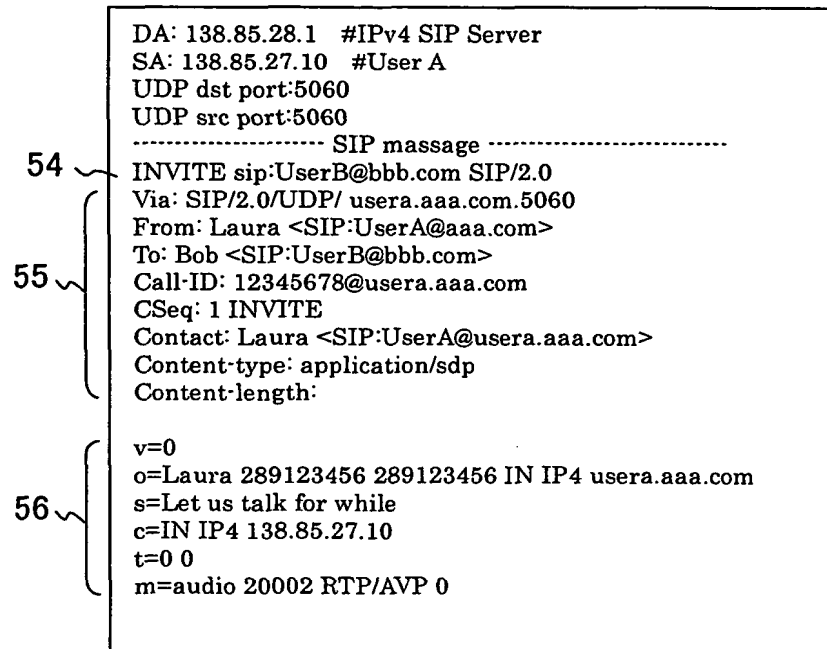 DA: 138.85.28.1 #IPv4 SIP Server
SA: 138.85.27.10 #User A
UDP dst port:5060
UDP src port:5060
---------------------- SIP massage ---------------------------
54
INVITE sip:UserB@bbb.com SIP/2.0
Via: SIP/2.0/UDP/ usera.aaa.com.5060
From: Laura <SIP:UserA@aaa.com>
To: Bob <SIP:UserB@bbb.com>
55
Call-ID: 12345678@usera.aaa.com
CSeq: 1 INVITE
Contact: Laura <SIP:UserA@usera.aaa.com>
Content-type: application/sdp
Content-length:
v=0
o=Laura 289123456 289123456 IN IP4 usera.aaa.com
56
s=Let us talk for while
c=IN IP4 138.85.27.10
t=0 0
m=audio 20002 RTP/AVP 0